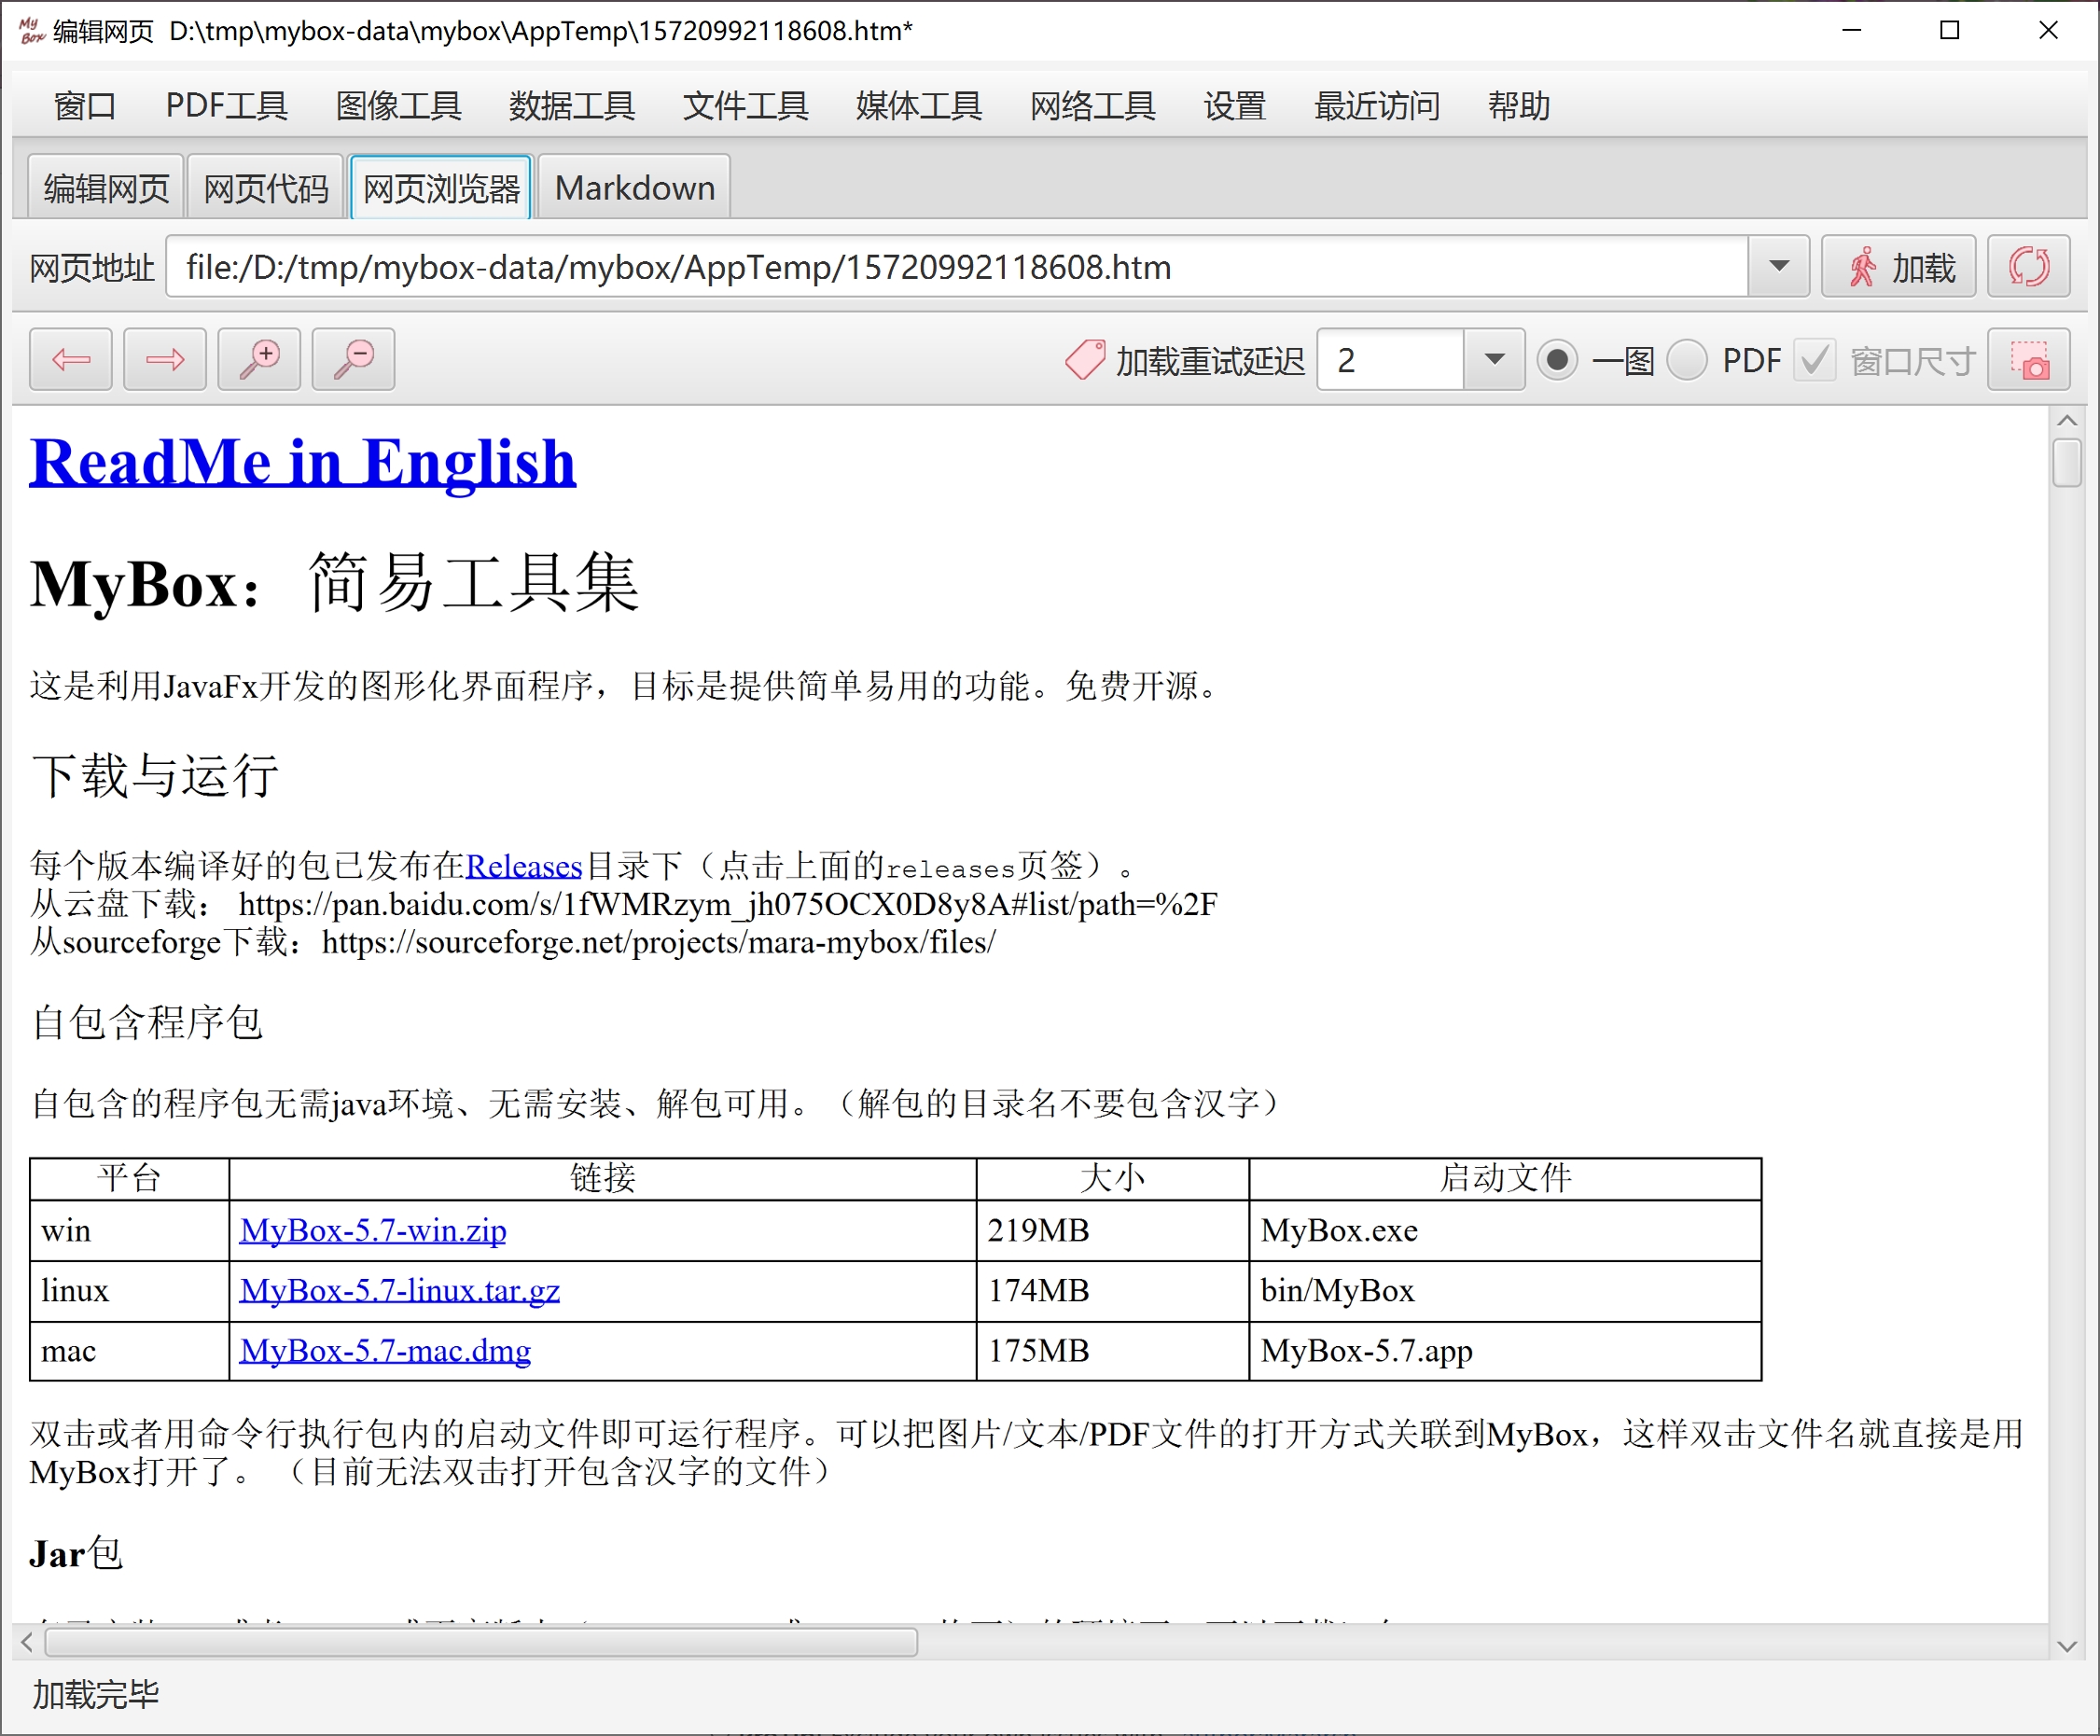 My Box 编辑网页 D:\tmp\mybox-data\mybox\AppTemp\15720992118608.htm*
窗口 PDF工具 图像工具 数据工具 文件工具 媒体工具 网络工具 设置 最近访问 帮助
编辑网页 网页代码 网页浏览器 Markdown
网页地址 file:/D:/tmp/mybox-data/mybox/AppTemp/15720992118608.htm 加载
加载重试延迟 2 一图 PDF 窗口尺寸
ReadMe in English
MyBox：简易工具集
这是利用JavaFx开发的图形化界面程序，目标是提供简单易用的功能。免费开源。
下载与运行
每个版本编译好的包已发布在Releases目录下（点击上面的releases页签）。
从云盘下载： https://pan.baidu.com/s/1fWMRzym_jh075OCX0D8y8A#list/path=%2F
从sourceforge下载：https://sourceforge.net/projects/mara-mybox/files/
自包含程序包
自包含的程序包无需java环境、无需安装、解包可用。（解包的目录名不要包含汉字）
平台 链接 大小 启动文件
win MyBox-5.7-win.zip 219MB MyBox.exe
linux MyBox-5.7-linux.tar.gz 174MB bin/MyBox
mac MyBox-5.7-mac.dmg 175MB MyBox-5.7.app
双击或者用命令行执行包内的启动文件即可运行程序。可以把图片/文本/PDF文件的打开方式关联到MyBox，这样双击文件名就直接是用
MyBox打开了。（目前无法双击打开包含汉字的文件）
Jar包
加载完毕